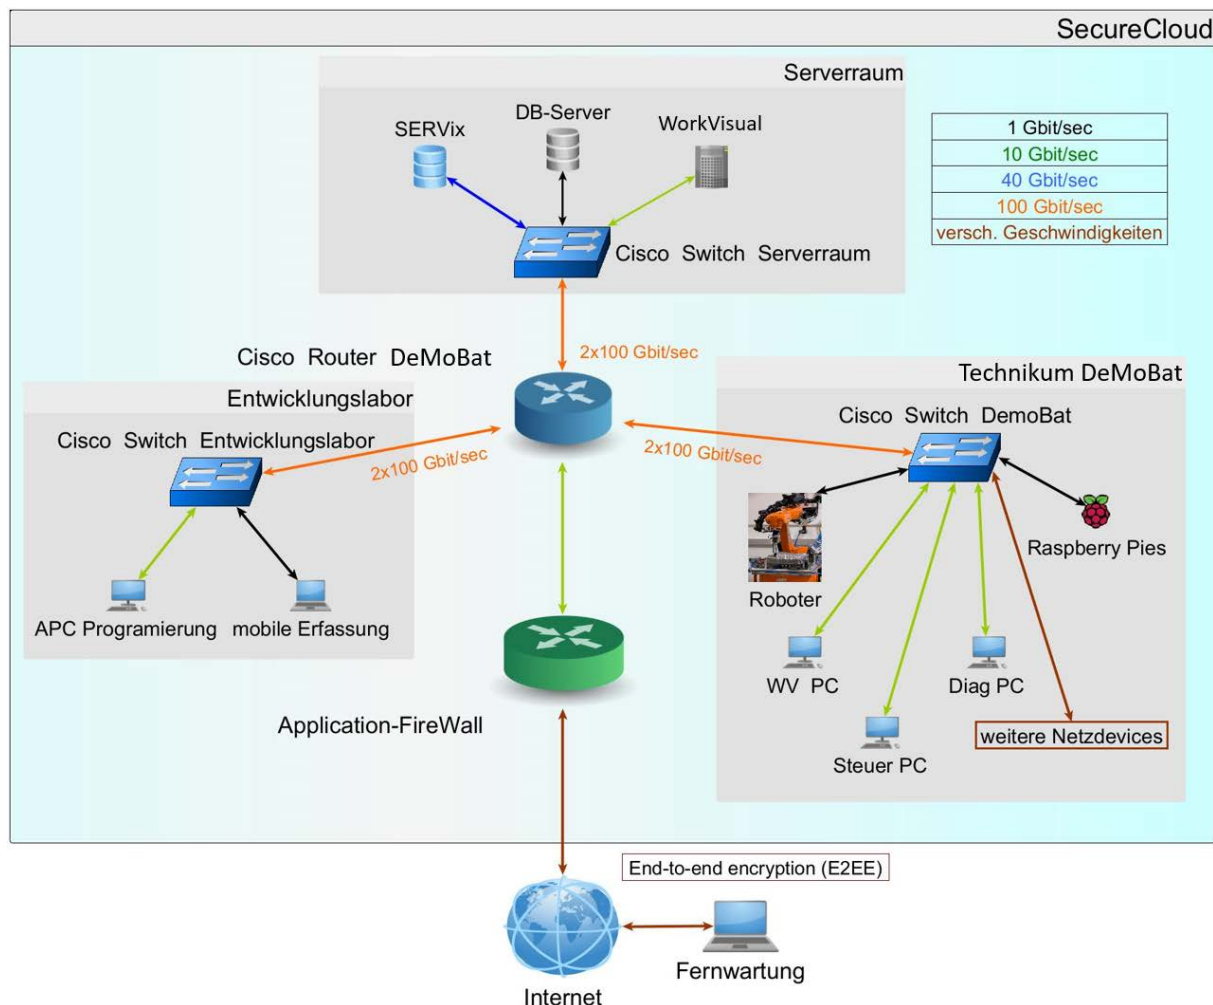 SecureCloud
Serverraum
DB-Server
SERVix
WorkVisual
1 Gbit/sec
10 Gbit/sec
40 Gbit/sec
100 Gbit/sec
versch. Geschwindigkeiten
Cisco Switch Serverraum
2x100 Gbit/sec
Cisco Router DeMoBat
Entwicklungslabor
Cisco Switch Entwicklungslabor
2x100 Gbit/sec
APC Programierung
mobile Erfassung
Technikum DeMoBat
Cisco Switch DemoBat
2x100 Gbit/sec
Roboter
Raspberry Pies
WV PC
Diag PC
Steuer PC
weitere Netzdevices
Application-FireWall
End-to-end encryption (E2EE)
Internet
Fernwartung